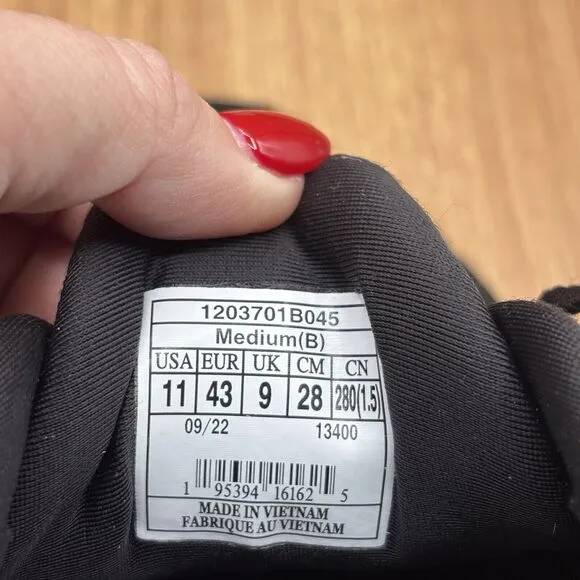 1203701B045
Medium(B)
USA EUR UK CM CN
11 43 9 28 280(1.5)
09/22 13400
1 95394 16162 5
MADE IN VIETNAM
FABRIQUE AU VIETNAM